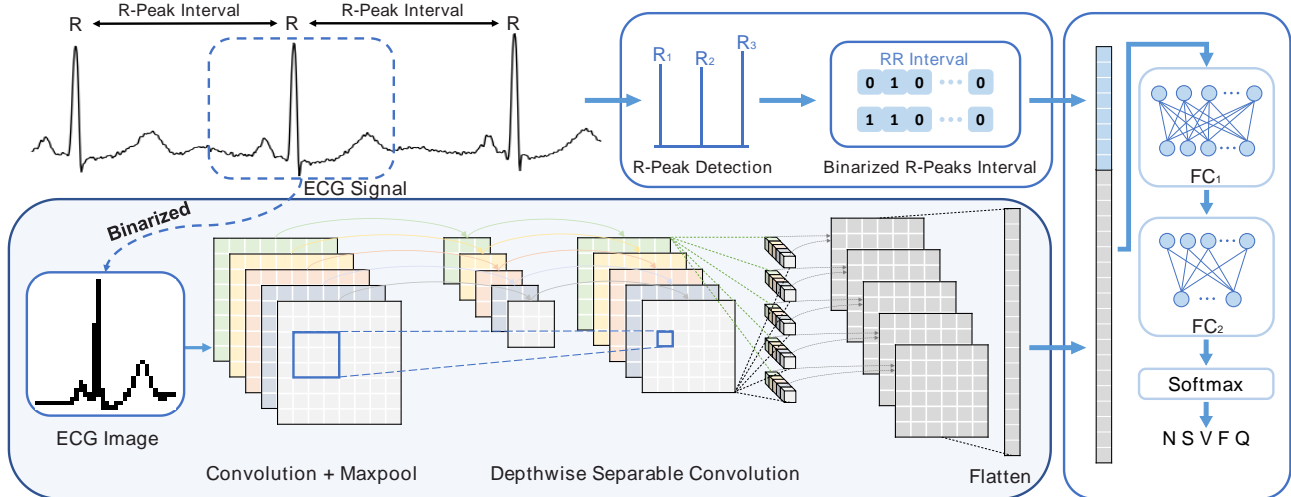 R-Peak Interval
R-Peak Interval
R
R
R
ECG Signal
R1
R2
R3
R-Peak Detection
RR Interval
0 1 0 ··· 0
1 1 0 ··· 0
Binarized R-Peaks Interval
Binarized
ECG Image
Convolution + Maxpool
Depthwise Separable Convolution
Flatten
FC1
FC2
Softmax
N S V F Q